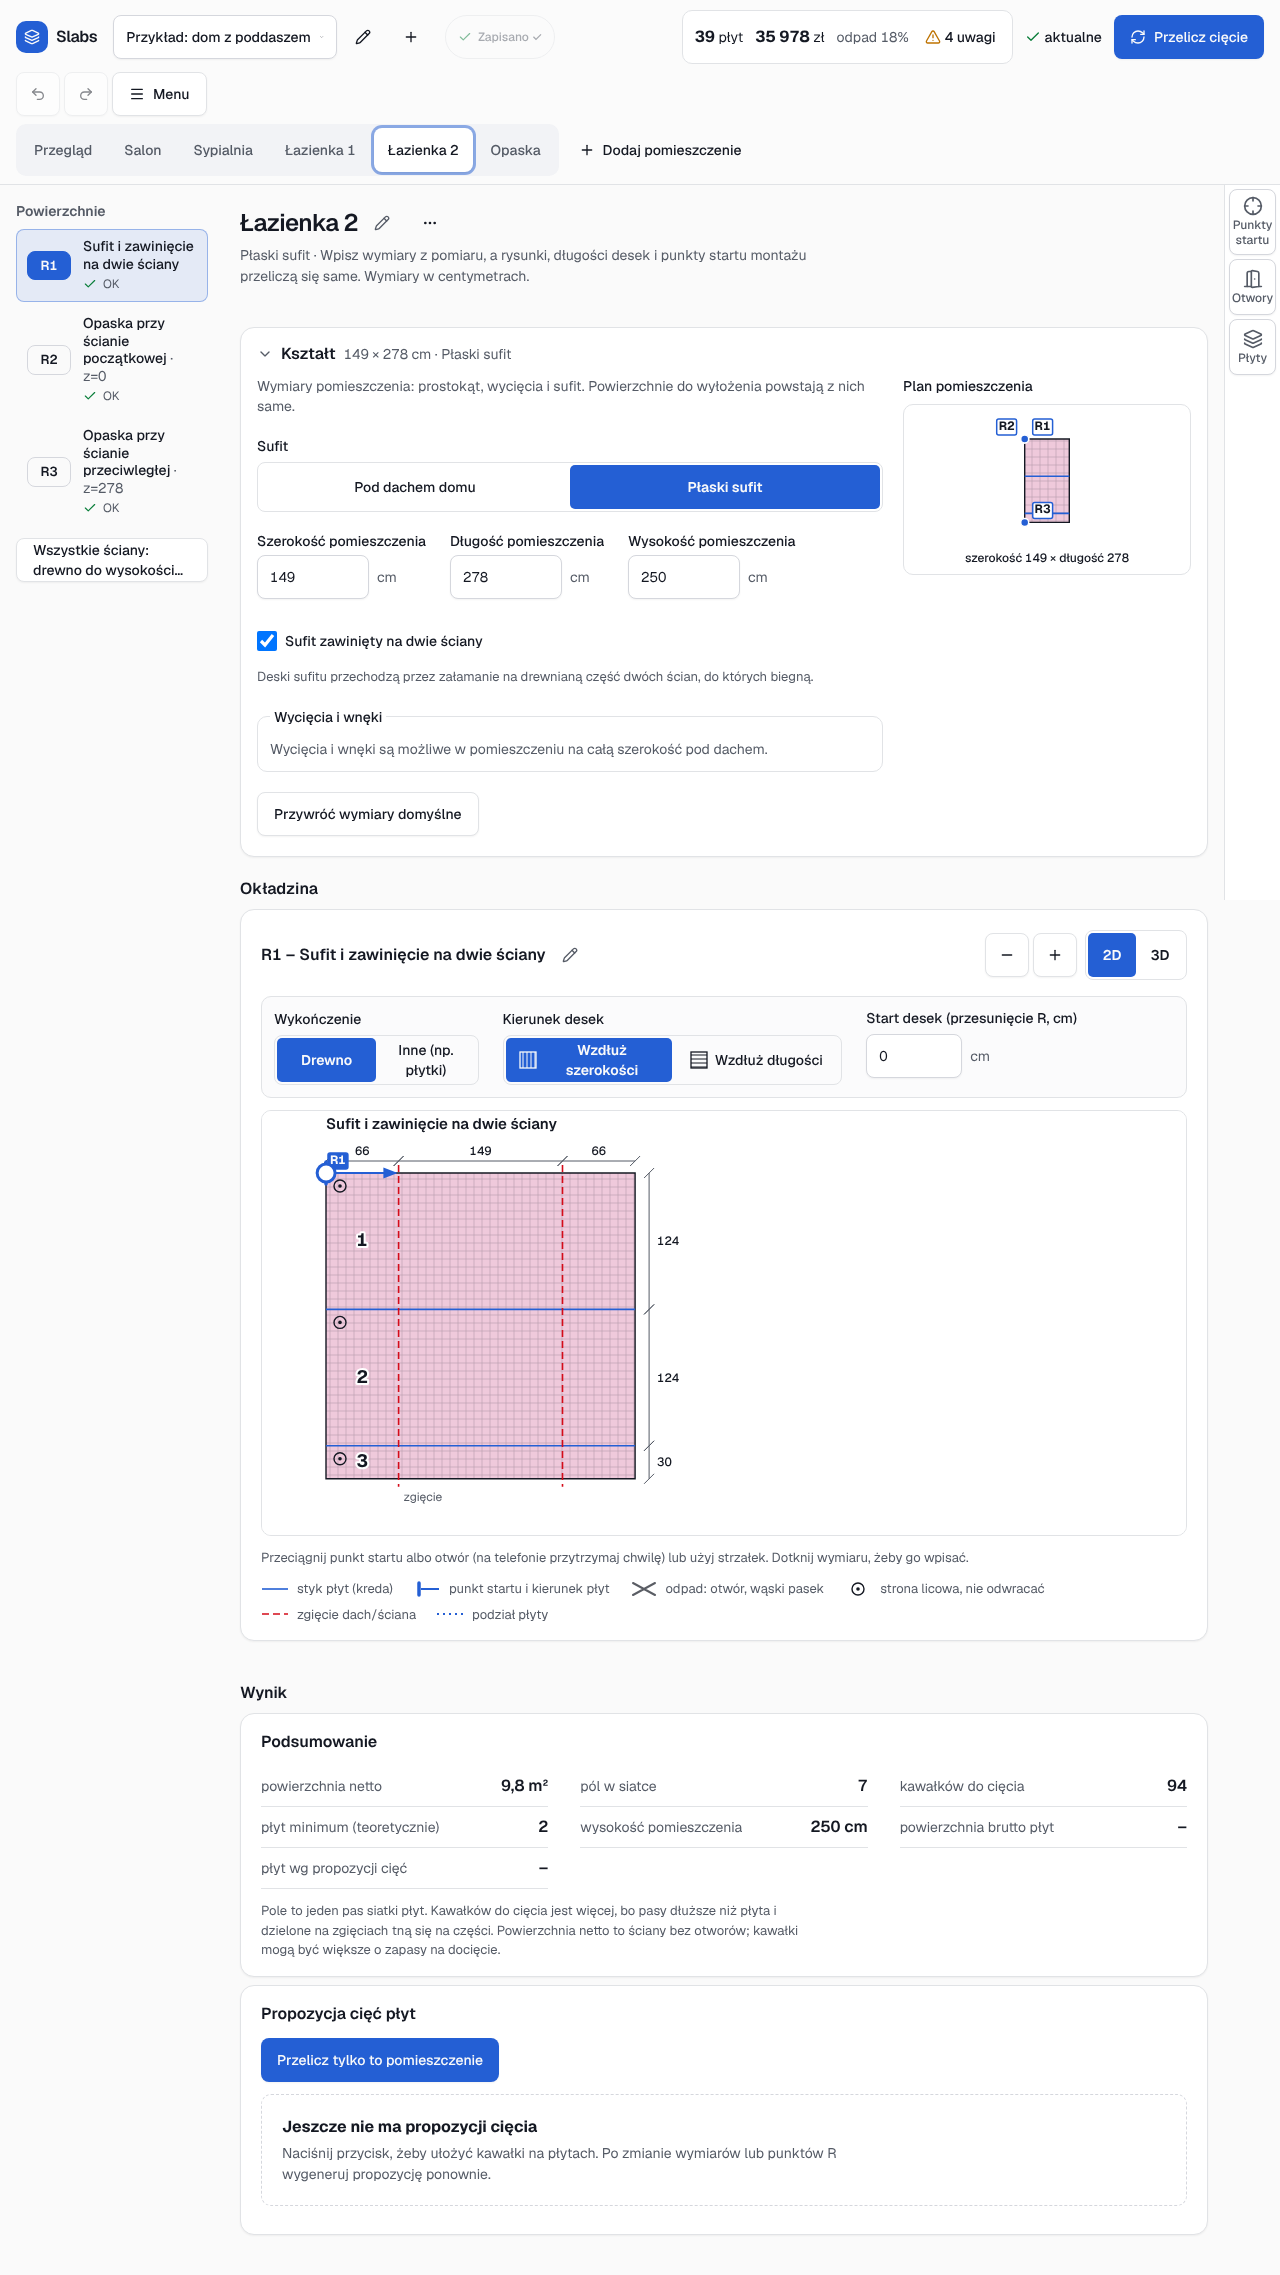 Slabs
Przykład: dom z poddaszem
Zapisano ✓
39 płyt 35 978 zł odpad 18% 4 uwagi
aktualne
Przelicz cięcie
Menu
Przegląd Salon Sypialnia Łazienka 1 Łazienka 2 Opaska
Dodaj pomieszczenie
Powierzchnie
R1
Sufit i zawinięcie
na dwie ściany
OK
R2
Opaska przy
ścianie
początkowej ·
z=0
OK
R3
Opaska przy
ścianie
przeciwległej ·
z=278
OK
Wszystkie ściany:
drewno do wysokości...
Łazienka 2
Płaski sufit · Wpisz wymiary z pomiaru, a rysunki, długości desek i punkty startu montażu
przeliczą się same. Wymiary w centymetrach.
Punkty
startu
Otwory
Płyty
Kształt 149 × 278 cm · Płaski sufit
Wymiary pomieszczenia: prostokąt, wycięcia i sufit. Powierzchnie do wyłożenia powstają z nich
same.
Sufit
Pod dachem domu
Płaski sufit
Szerokość pomieszczenia
149 cm
Długość pomieszczenia
278 cm
Wysokość pomieszczenia
250 cm
Sufit zawinięty na dwie ściany
Deski sufitu przechodzą przez załamanie na drewnianą część dwóch ścian, do których biegną.
Wycięcia i wnęki
Wycięcia i wnęki są możliwe w pomieszczeniu na całą szerokość pod dachem.
Przywróć wymiary domyślne
Plan pomieszczenia
R2 R1
R3
szerokość 149 × długość 278
Okładzina
R1 – Sufit i zawinięcie na dwie ściany
2D 3D
Wykończenie
Drewno
Inne (np.
płytki)
Kierunek desek
Wzdłuż
szerokości
Wzdłuż długości
Start desek (przesunięcie R, cm)
0 cm
Sufit i zawinięcie na dwie ściany
66 149 66
R1
1
124
2
124
3
30
zgięcie
Przeciągnij punkt startu albo otwór (na telefonie przytrzymaj chwilę) lub użyj strzałek. Dotknij wymiaru, żeby go wpisać.
styk płyt (kreda) punkt startu i kierunek płyt odpad: otwór, wąski pasek strona licowa, nie odwracać
zgięcie dach/ściana podział płyty
Wynik
Podsumowanie
powierzchnia netto 9,8 m²
pól w siatce 7
kawałków do cięcia 94
płyt minimum (teoretycznie) 2
wysokość pomieszczenia 250 cm
powierzchnia brutto płyt –
płyt wg propozycji cięć –
Pole to jeden pas siatki płyt. Kawałków do cięcia jest więcej, bo pasy dłuższe niż płyta i
dzielone na zgięciach tną się na części. Powierzchnia netto to ściany bez otworów; kawałki
mogą być większe o zapasy na docięcie.
Propozycja cięć płyt
Przelicz tylko to pomieszczenie
Jeszcze nie ma propozycji cięcia
Naciśnij przycisk, żeby ułożyć kawałki na płytach. Po zmianie wymiarów lub punktów R
wygeneruj propozycję ponownie.